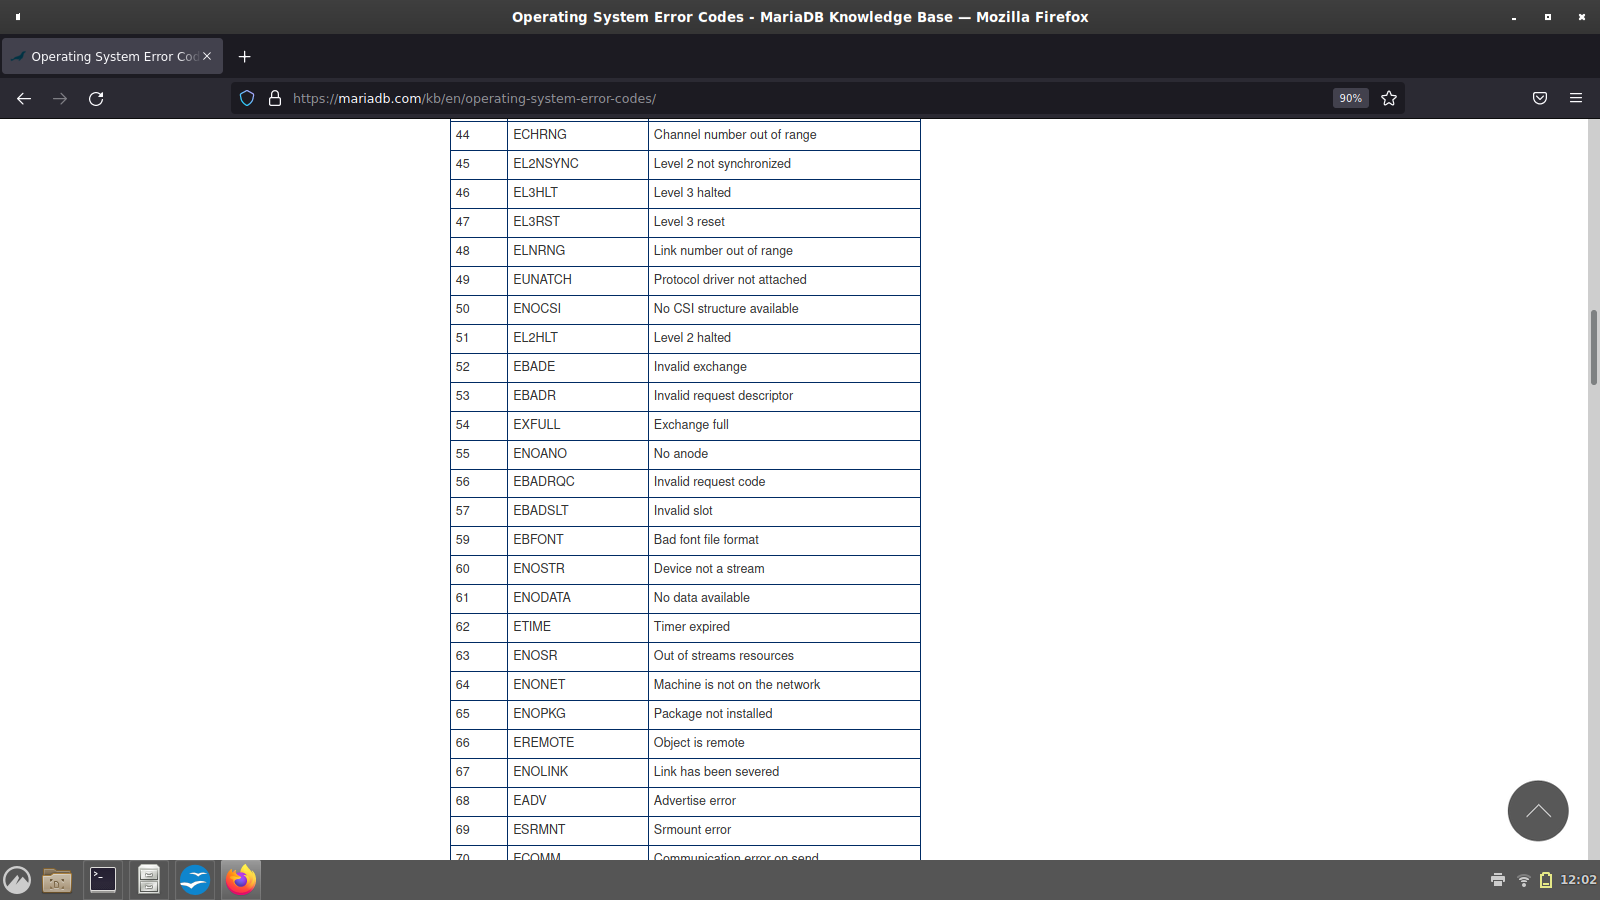 Operating System Error Codes - MariaDB Knowledge Base — Mozilla Firefox
Operating System Error Cod
https://mariadb.com/kb/en/operating-system-error-codes/
90%
44 ECHRNG Channel number out of range
45 EL2NSYNC Level 2 not synchronized
46 EL3HLT Level 3 halted
47 EL3RST Level 3 reset
48 ELNRNG Link number out of range
49 EUNATCH Protocol driver not attached
50 ENOCSI No CSI structure available
51 EL2HLT Level 2 halted
52 EBADE Invalid exchange
53 EBADR Invalid request descriptor
54 EXFULL Exchange full
55 ENOANO No anode
56 EBADRQC Invalid request code
57 EBADSLT Invalid slot
59 EBFONT Bad font file format
60 ENOSTR Device not a stream
61 ENODATA No data available
62 ETIME Timer expired
63 ENOSR Out of streams resources
64 ENONET Machine is not on the network
65 ENOPKG Package not installed
66 EREMOTE Object is remote
67 ENOLINK Link has been severed
68 EADV Advertise error
69 ESRMNT Srmount error
70 ECOMM Communication error on send
12:02